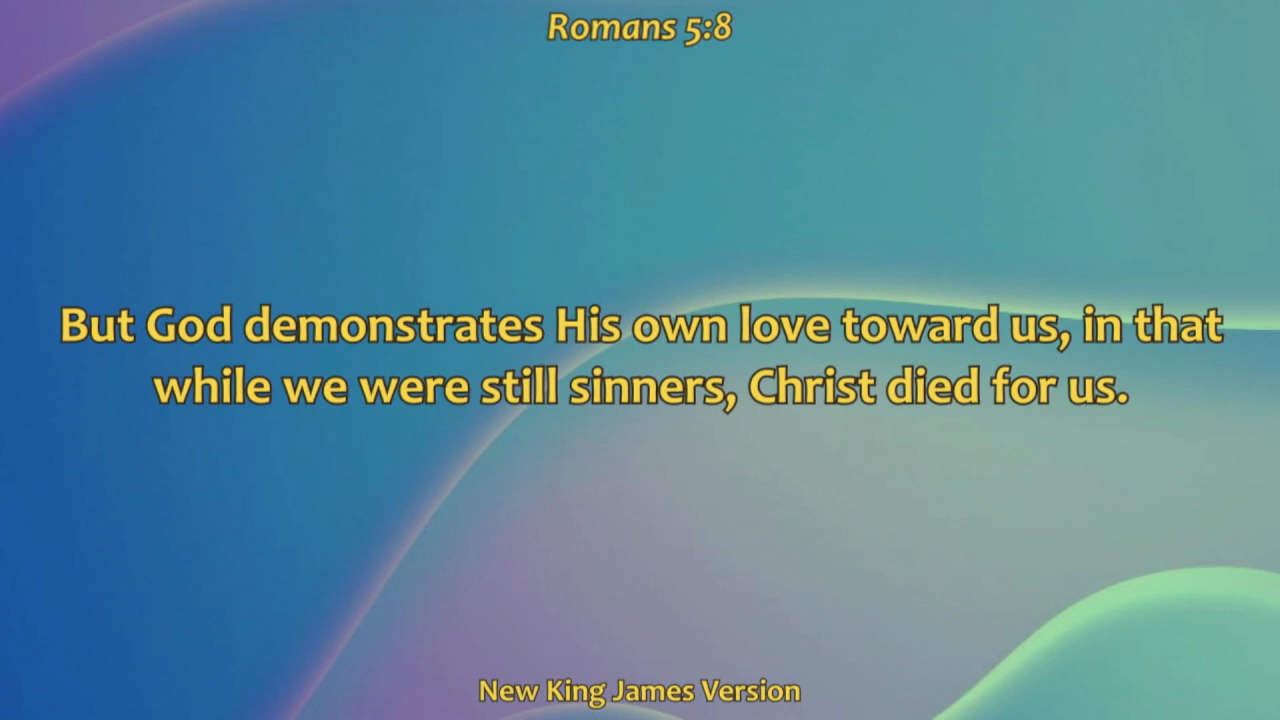 Romans 5:8
But God demonstrates His own love toward us, in that
while we were still sinners, Christ died for us.
New King James Version